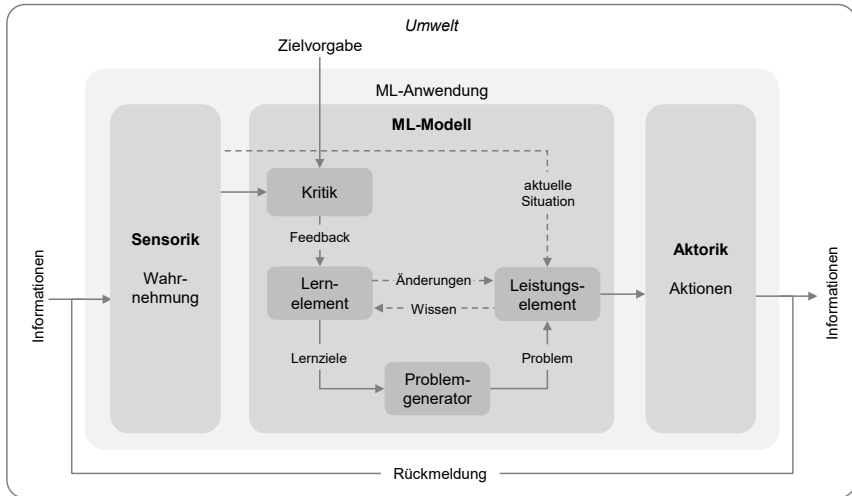 Umwelt
Zielvorgabe
ML-Anwendung
ML-Modell
Kritik
aktuelle
Situation
Feedback
Sensorik
Wahr-
nehmung
Informationen
Lern-
element
Änderungen
Wissen
Leistungs-
element
Aktorik
Aktionen
Informationen
Lernziele
Problem
Problem-
generator
Rückmeldung